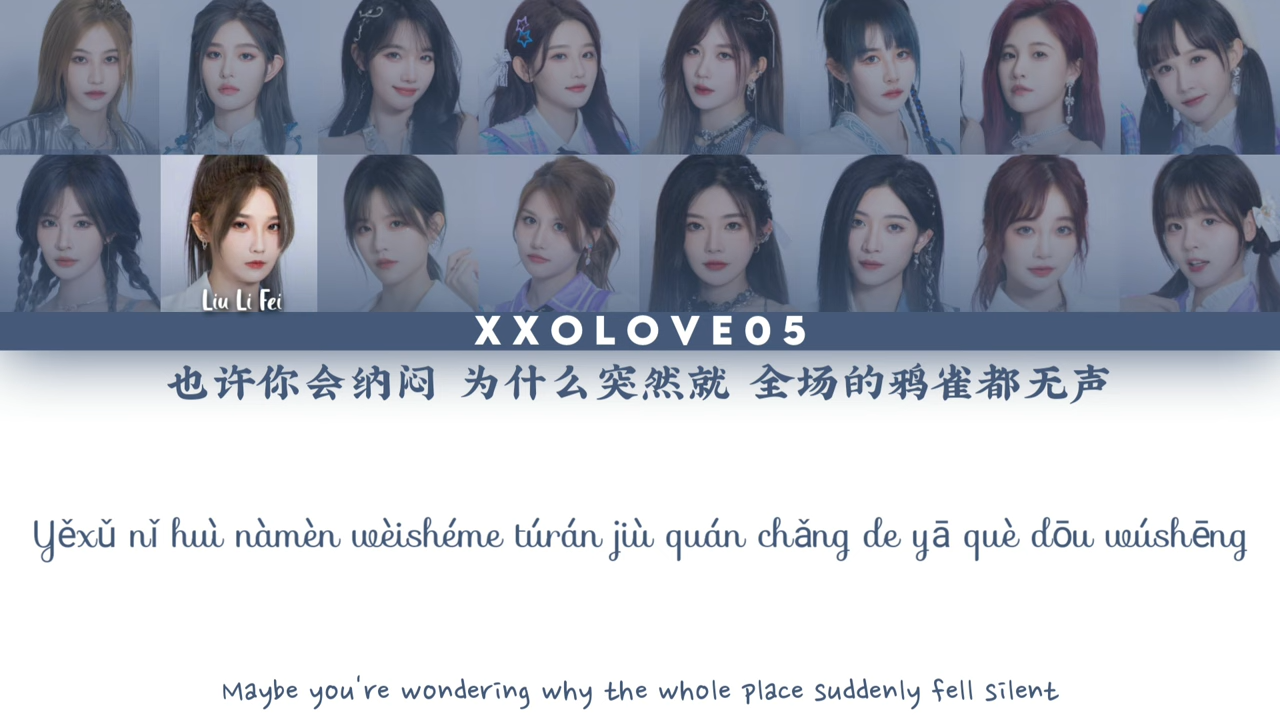 Liu Li Fei
XXOLOVE05
也许你会纳闷 为什么突然就 全场的鸦雀都无声
Yěxǔ nǐ huì nàmèn wèishéme túrán jiù quán chǎng de yā què dōu wúshēng
Maybe you're wondering why the whole place suddenly fell silent